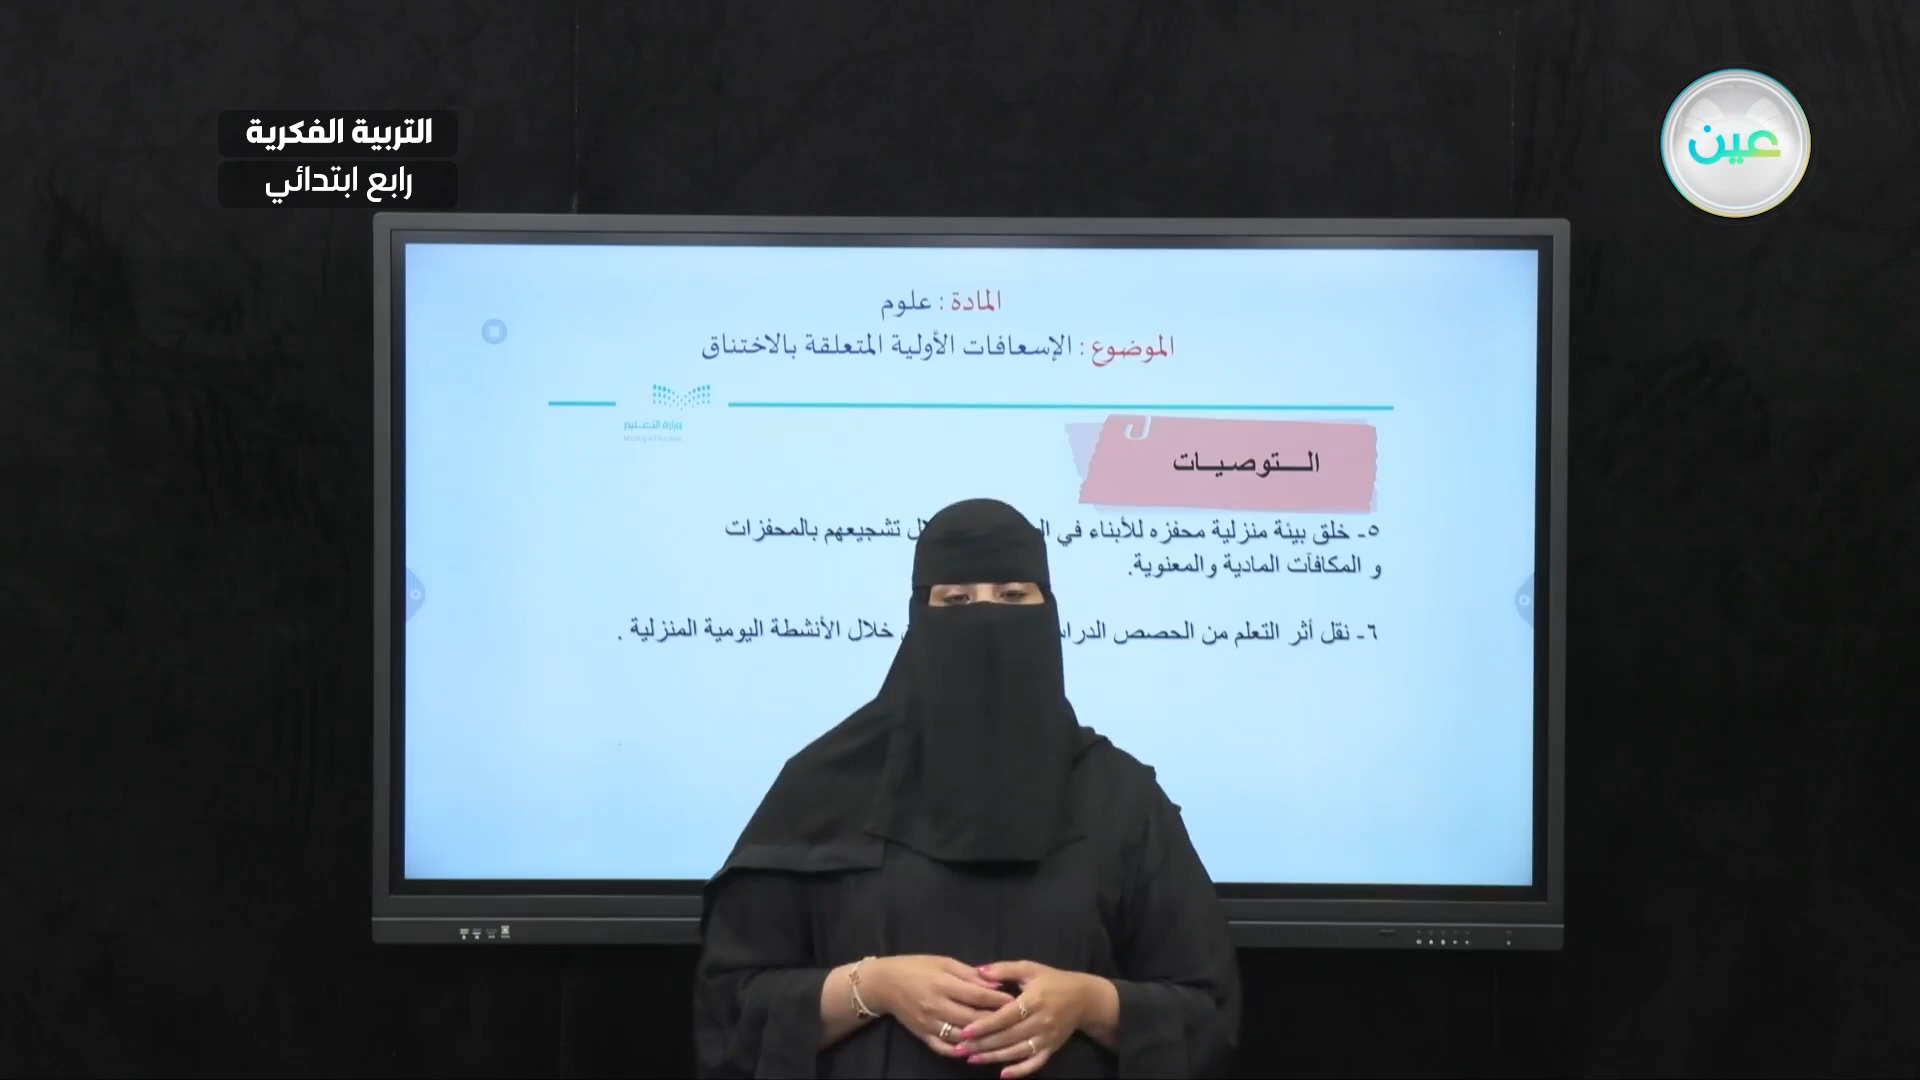 التربية الفكرية
رابع ابتدائي
عين
المادة : علوم
الموضوع : الإسعافات الأولية المتعلقة بالاختناق
وزارة التعليم
التوصيات
٥- خلق بيئة منزلية محفزه للأبناء في تشجيعهم بالمحفزات
و المكافآت المادية والمعنوية.
٦- نقل أثر التعلم من الحصص خلال الأنشطة اليومية المنزلية .